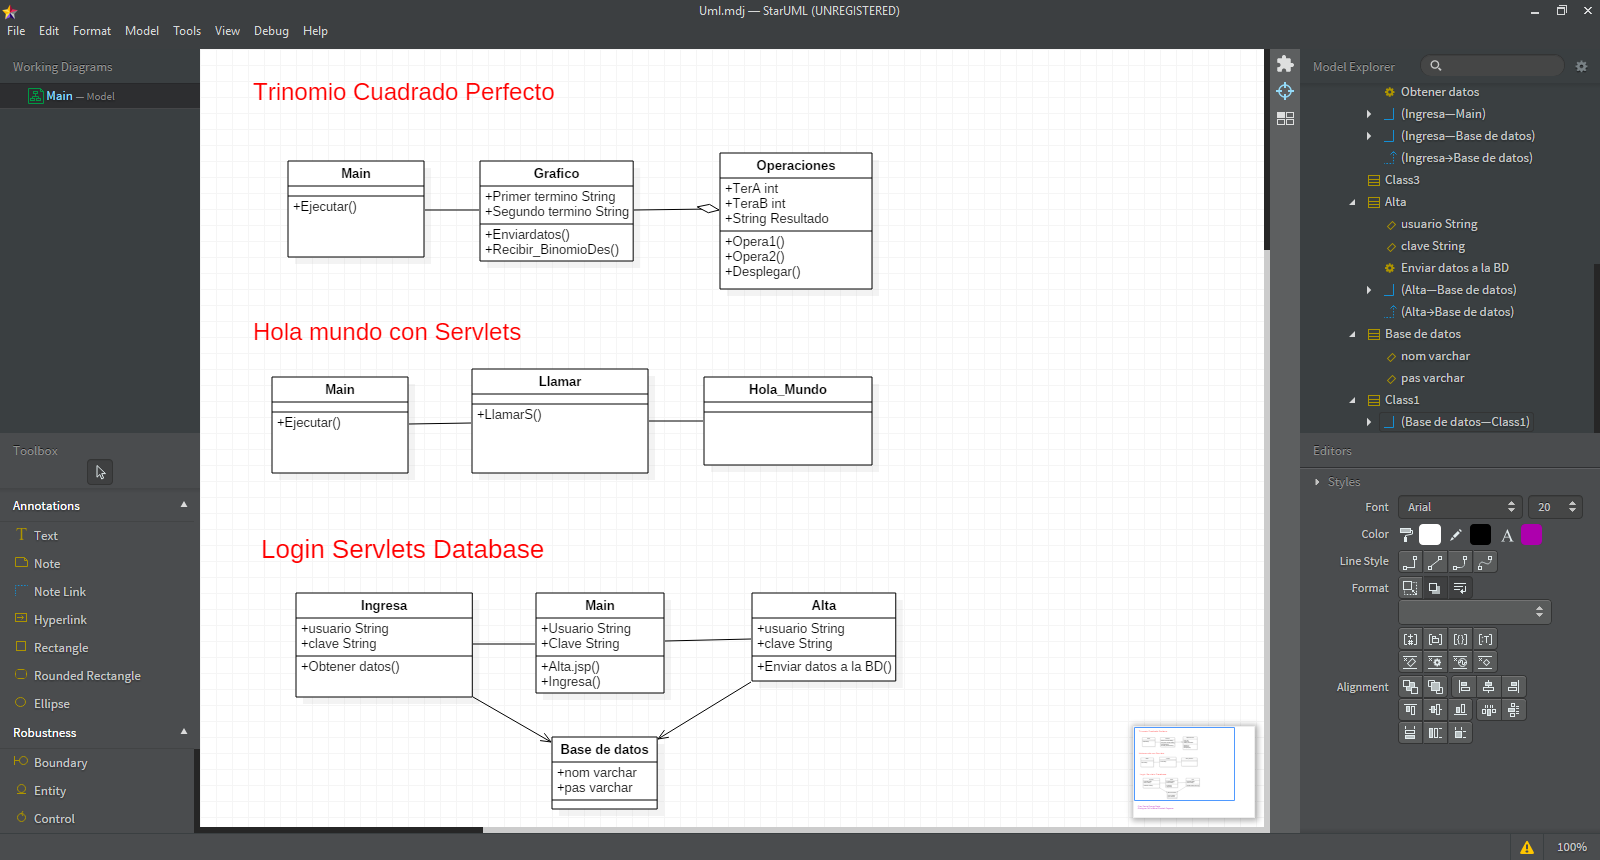 Uml.mdj — StarUML (UNREGISTERED)
File Edit Format Model Tools View Debug Help
Working Diagrams
Main — Model
Toolbox
Annotations
Text
Note
Note Link
Hyperlink
Rectangle
Rounded Rectangle
Ellipse
Robustness
Boundary
Entity
Control
Trinomio Cuadrado Perfecto
Main
+Ejecutar()
Grafico
+Primer termino String
+Segundo termino String
+Enviardatos()
+Recibir_BinomioDes()
Operaciones
+TerA int
+TeraB int
+String Resultado
+Opera1()
+Opera2()
+Desplegar()
Hola mundo con Servlets
Main
+Ejecutar()
Llamar
+LlamarS()
Hola_Mundo
Login Servlets Database
Ingresa
+usuario String
+clave String
+Obtener datos()
Main
+Usuario String
+Clave String
+Alta.jsp()
+Ingresa()
Alta
+usuario String
+clave String
+Enviar datos a la BD()
Base de datos
+nom varchar
+pas varchar
Model Explorer
Obtener datos
(Ingresa—Main)
(Ingresa—Base de datos)
(Ingresa→Base de datos)
Class3
Alta
usuario String
clave String
Enviar datos a la BD
(Alta—Base de datos)
(Alta→Base de datos)
Base de datos
nom varchar
pas varchar
Class1
(Base de datos—Class1)
Editors
Styles
Font Arial 20
Color
Line Style
Format
Alignment
100%